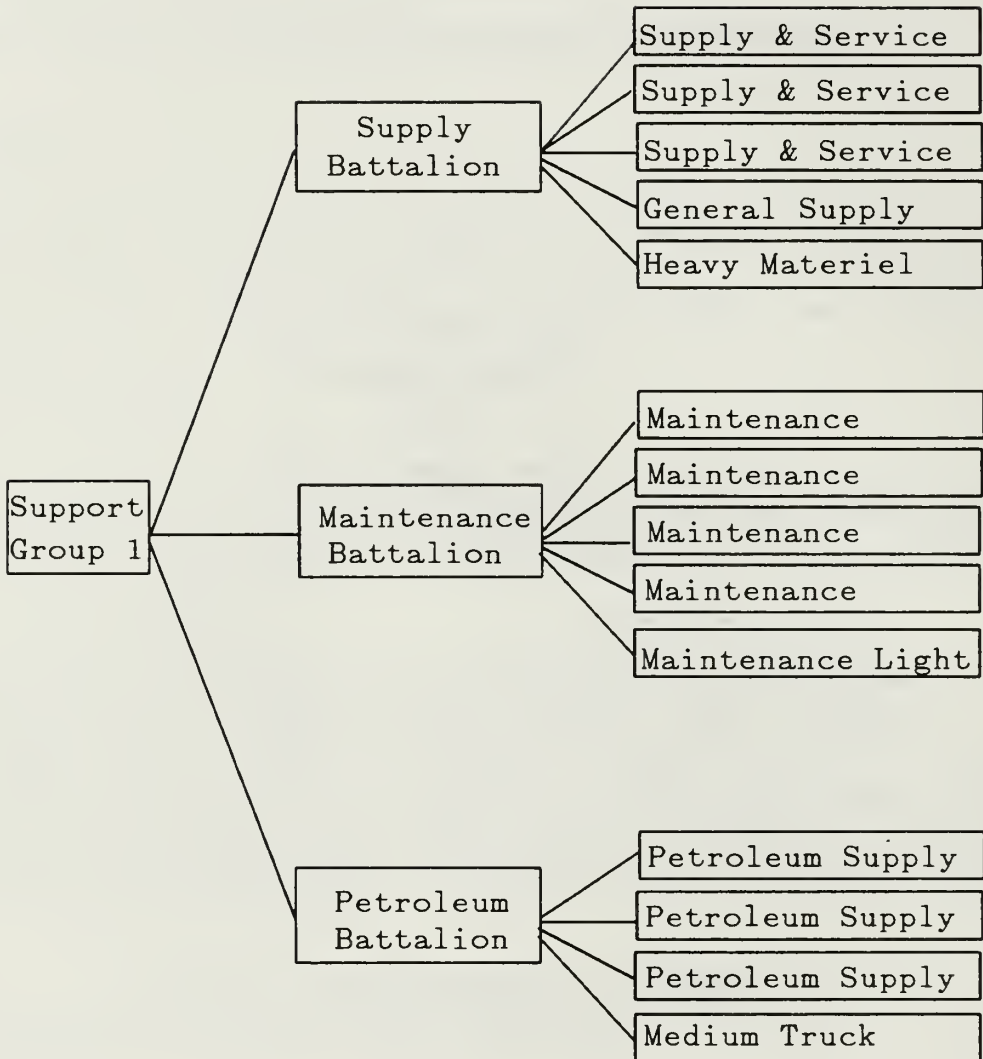 Support
Group 1
Supply
Battalion
Supply & Service
Supply & Service
Supply & Service
General Supply
Heavy Materiel
Maintenance
Battalion
Maintenance
Maintenance
Maintenance
Maintenance
Maintenance Light
Petroleum
Battalion
Petroleum Supply
Petroleum Supply
Petroleum Supply
Medium Truck